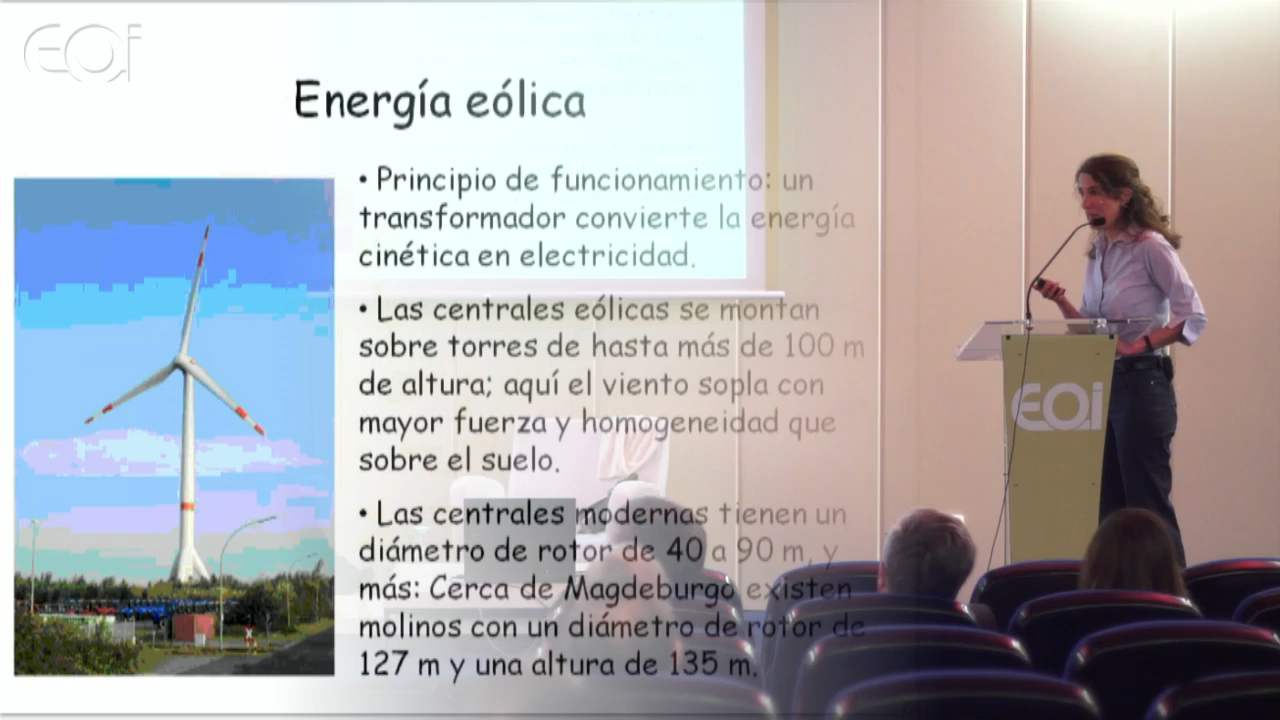 EOi
Energía eólica
• Principio de funcionamiento: un
transformador convierte la energía
cinética en electricidad.
• Las centrales eólicas se montan
sobre torres de hasta más de 100 m
de altura; aquí el viento sopla con
mayor fuerza y homogeneidad que
sobre el suelo.
• Las centrales modernas tienen un
diámetro de rotor de 40 a 90 m, y
más: Cerca de Magdeburgo existen
molinos con un diámetro de rotor de
127 m y una altura de 135 m.
EOi